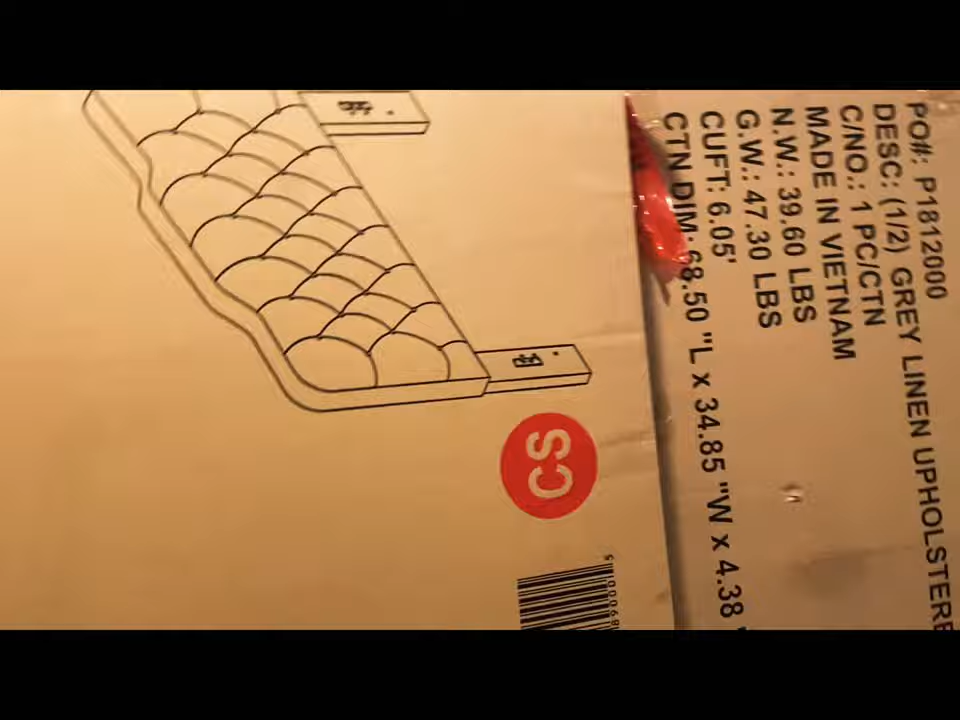 PO#: P1812000
DESC: (1/2) GREY LINEN UPHOLSTERE
C/NO.: 1 PC/CTN
MADE IN VIETNAM
N.W.: 39.60 LBS
G.W.: 47.30 LBS
CUFT: 6.05'
CTN DIM: 68.50 "L x 34.85 "W x 4.38 "
CS